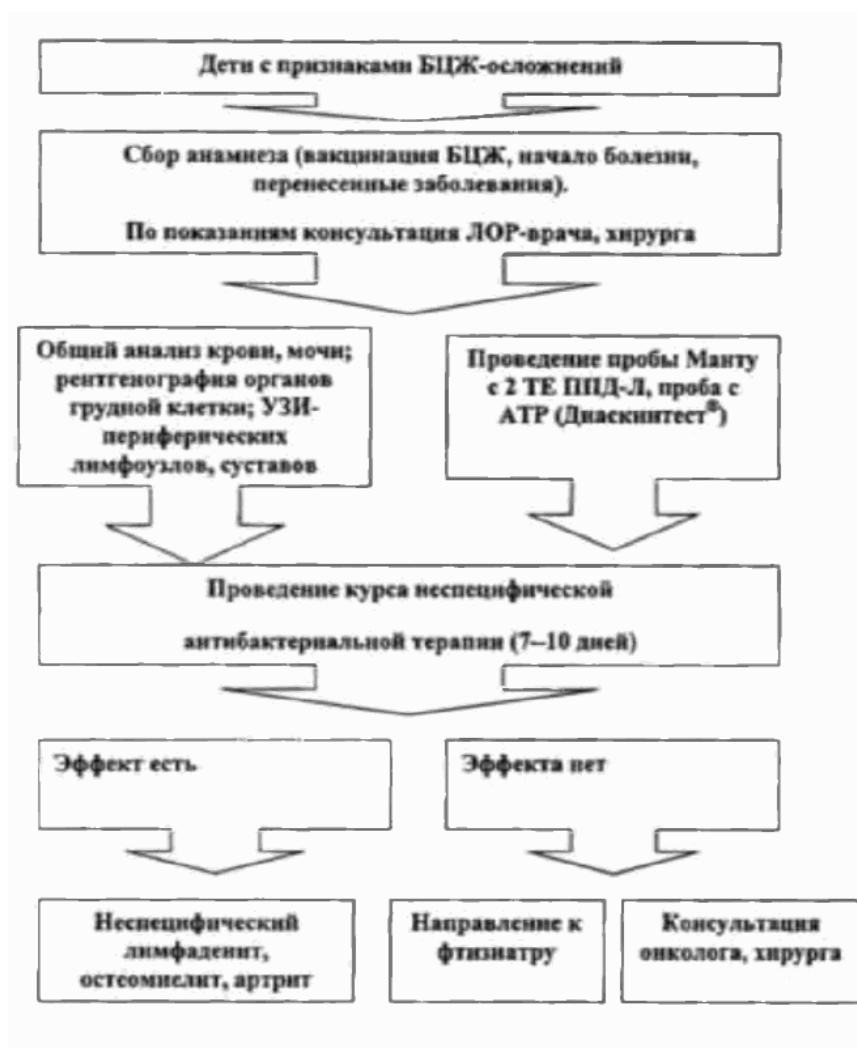 Дети с признаками БЦЖ-осложнений
Сбор анамнеза (вакцинация БЦЖ, начало болезни,
перенесенные заболевания).
По показаниям консультация ЛОР-врача, хирурга
Общий анализ крови, мочи;
рентгенография органов
грудной клетки; УЗИ-
периферических
лимфоузлов, суставов
Проведение пробы Манту
с 2 ТЕ ППД-Л, проба с
АТР (Диаскинтест®)
Проведение курса неспецифической
антибактериальной терапии (7–10 дней)
Эффект есть
Эффекта нет
Неспецифический
лимфаденит,
остеомиелит, артрит
Направление к
фтизиатру
Консультация
онколога, хирурга